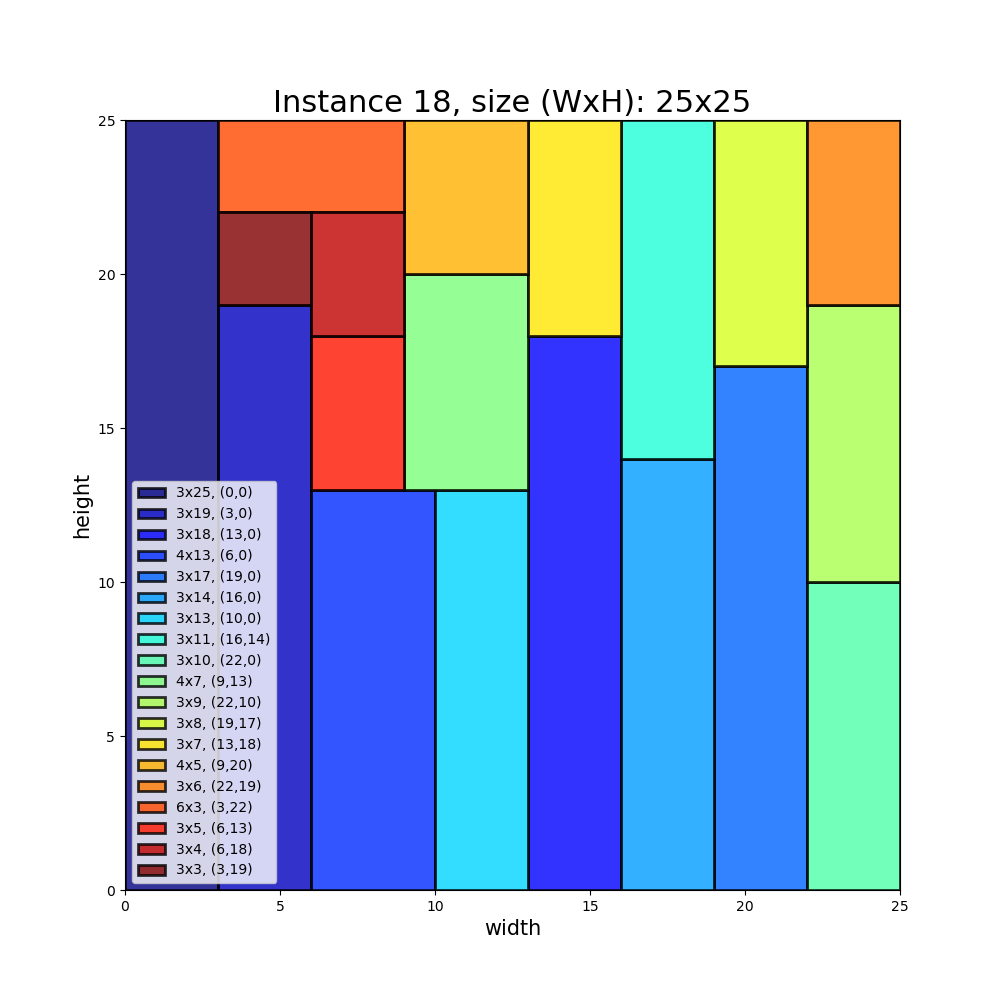 Instance 18, size (WxH): 25x25
height
25
20
15
10
5
0
3x25, (0,0)
3x19, (3,0)
3x18, (13,0)
4x13, (6,0)
3x17, (19,0)
3x14, (16,0)
3x13, (10,0)
3x11, (16,14)
3x10, (22,0)
4x7, (9,13)
3x9, (22,10)
3x8, (19,17)
3x7, (13,18)
4x5, (9,20)
3x6, (22,19)
6x3, (3,22)
3x5, (6,13)
3x4, (6,18)
3x3, (3,19)
0 5 10 15 20 25
width